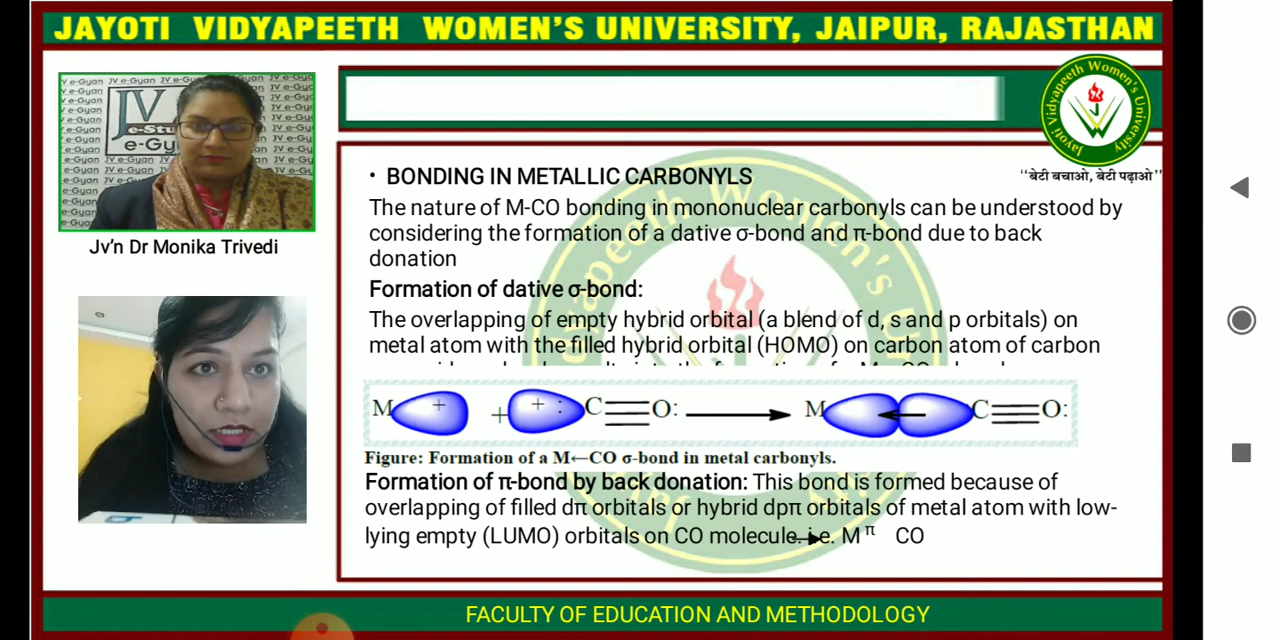 JAYOTI VIDYAPEETH WOMEN'S UNIVERSITY, JAIPUR, RAJASTHAN
JV
e-Gyan
Jv'n Dr Monika Trivedi
Jayoti Vidyapeeth Women's University
"बेटी बचाओ, बेटी पढ़ाओ"
• BONDING IN METALLIC CARBONYLS
The nature of M-CO bonding in mononuclear carbonyls can be understood by
considering the formation of a dative σ-bond and π-bond due to back
donation
Formation of dative σ-bond:
The overlapping of empty hybrid orbital (a blend of d, s and p orbitals) on
metal atom with the filled hybrid orbital (HOMO) on carbon atom of carbon
M + + + : C≡O: → M ← C≡O:
Figure: Formation of a M←CO σ-bond in metal carbonyls.
Formation of π-bond by back donation: This bond is formed because of
overlapping of filled dπ orbitals or hybrid dpπ orbitals of metal atom with low-
lying empty (LUMO) orbitals on CO molecule. i.e. M π CO
FACULTY OF EDUCATION AND METHODOLOGY